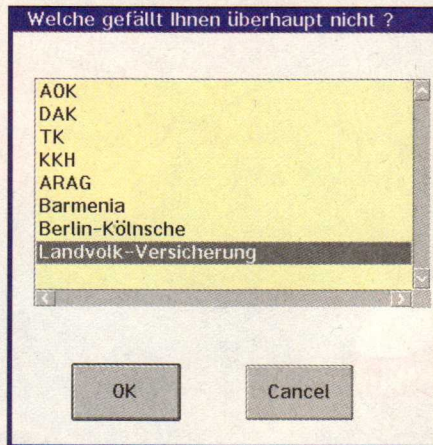 Welche gefällt Ihnen überhaupt nicht ?
AOK
DAK
TK
KKH
ARAG
Barmenia
Berlin-Kölnsche
Landvolk-Versicherung
OK
Cancel